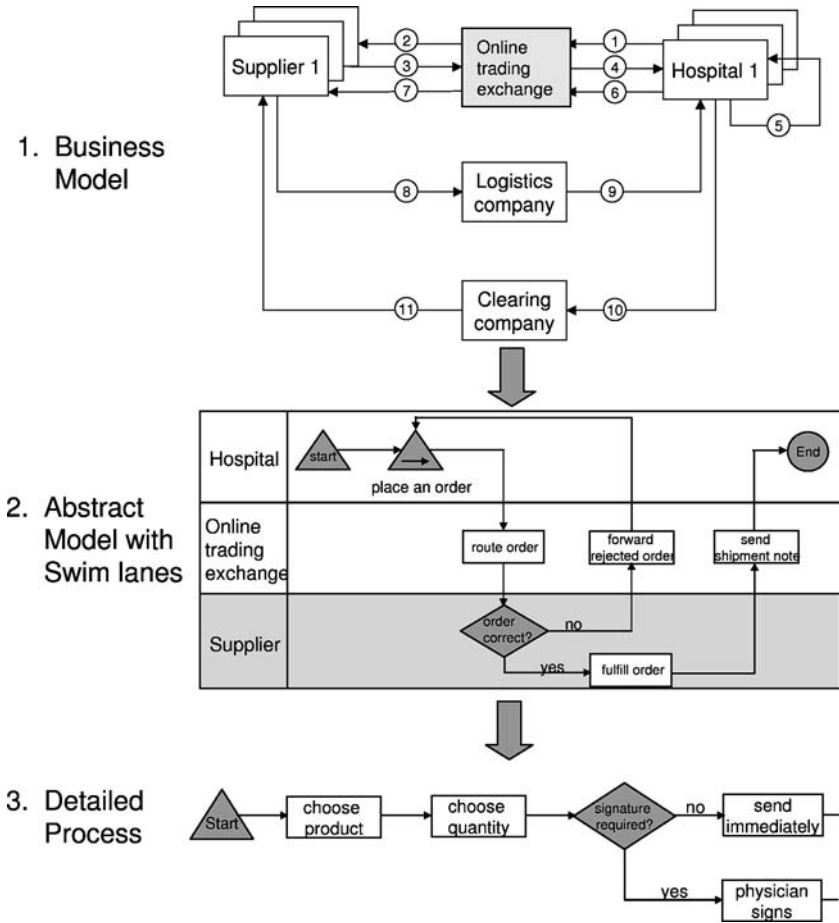 1. Business
Model
Supplier 1
2
3
7
Online
trading
exchange
1
4
6
Hospital 1
5
8
Logistics
company
9
11
Clearing
company
10
2. Abstract
Model with
Swim lanes
Hospital
start
place an order
End
Online
trading
exchange
route order
forward
rejected order
send
shipment note
Supplier
order
correct?
no
yes
fulfill order
3. Detailed
Process
Start
choose
product
choose
quantity
signature
required?
no
send
immediately
yes
physician
signs